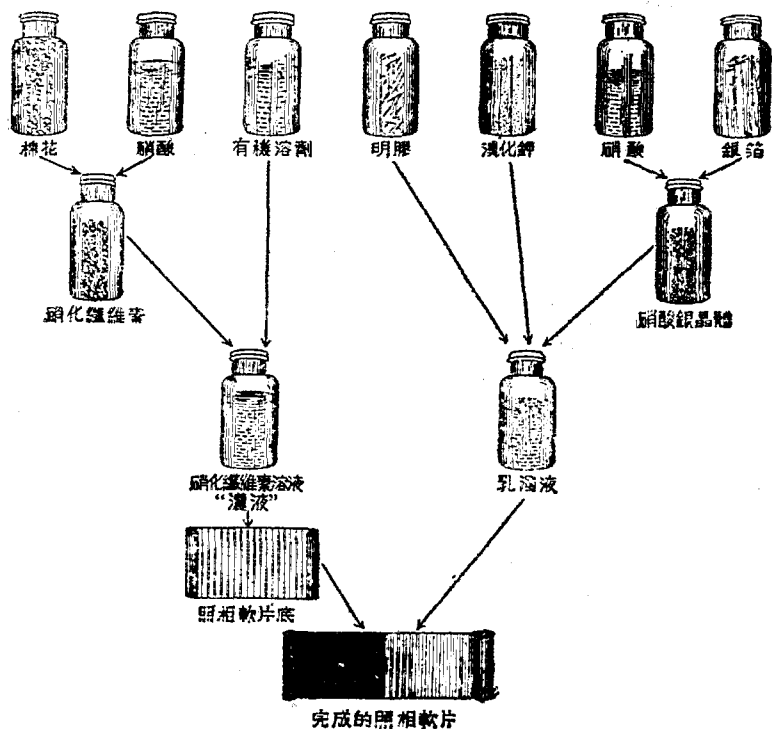 棉花
硝酸
有機溶劑
明膠
溴化鉀
硝酸
銀箔
硝化纖維素
硝酸銀晶體
硝化纖維素溶液
“濃液”
乳溶液
照相軟片底
完成的照相軟片